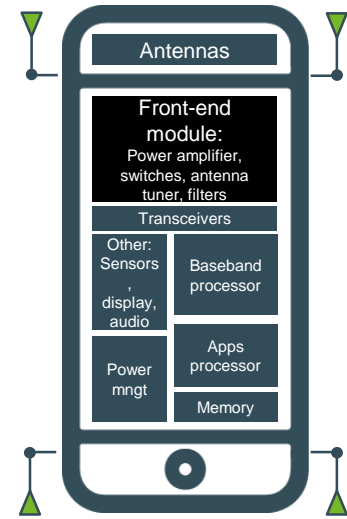 Antennas
Front-end
module:
Power amplifier,
switches, antenna
tuner, filters
Transceivers
Other:
Sensors
,
display,
audio
Baseband
processor
Power
mngt
Apps
processor
Memory